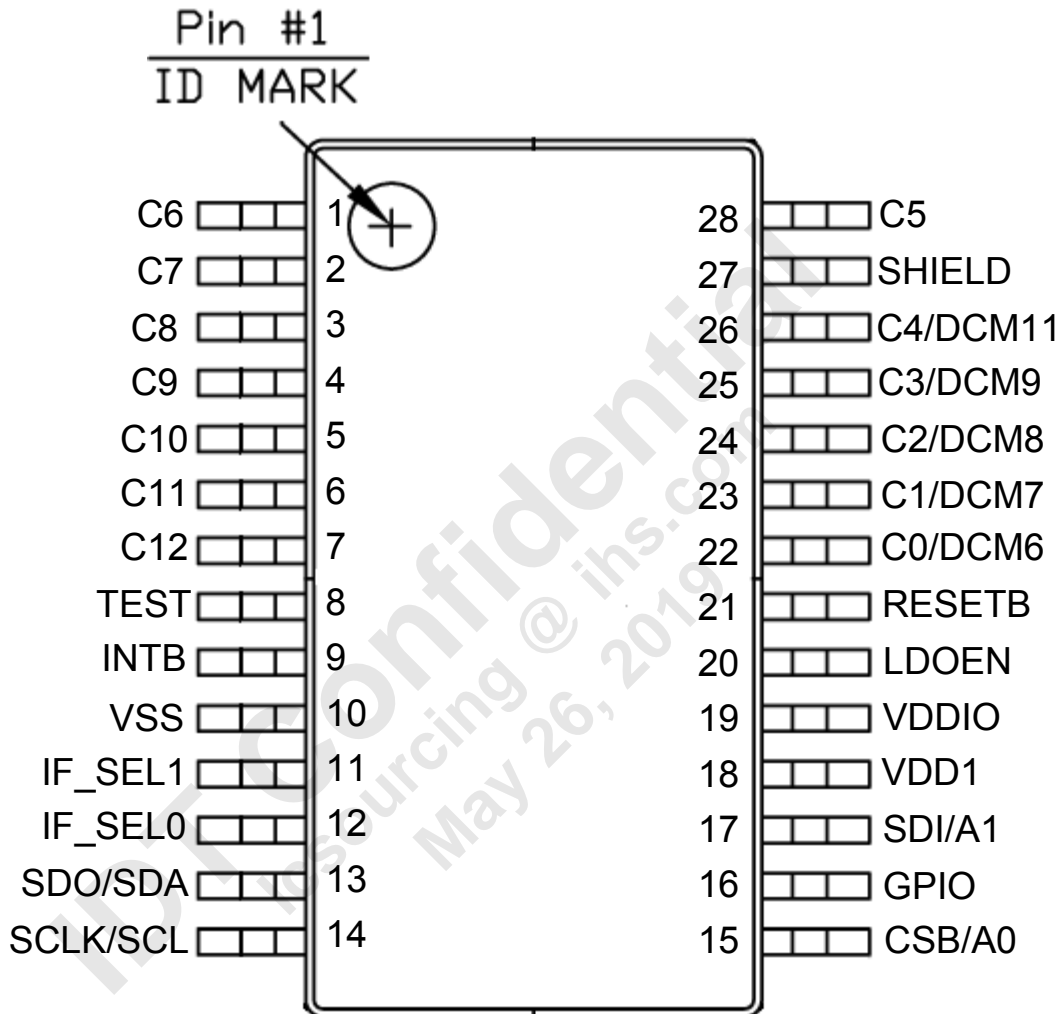 Pin #1
ID MARK
C6 1
C7 2
C8 3
C9 4
C10 5
C11 6
C12 7
TEST 8
INTB 9
VSS 10
IF_SEL1 11
IF_SEL0 12
SDO/SDA 13
SCLK/SCL 14
28 C5
27 SHIELD
26 C4/DCM11
25 C3/DCM9
24 C2/DCM8
23 C1/DCM7
22 C0/DCM6
21 RESETB
20 LDOEN
19 VDDIO
18 VDD1
17 SDI/A1
16 GPIO
15 CSB/A0
IDT Confidential
icsourcing @ ihs.com
May 26, 2019